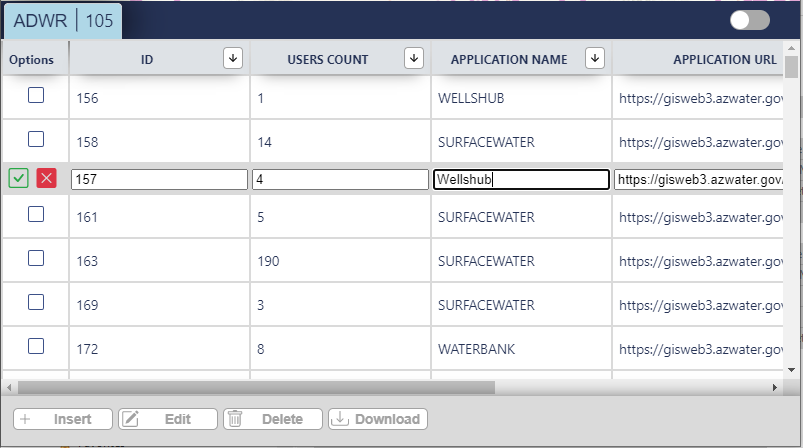 ADWR | 105
Options ID USERS COUNT APPLICATION NAME APPLICATION URL
156 1 WELLSHUB https://gisweb3.azwater.gov
158 14 SURFACEWATER https://gisweb3.azwater.gov
157 4 Wellshub https://gisweb3.azwater.gov/
161 5 SURFACEWATER https://gisweb3.azwater.gov
163 190 SURFACEWATER https://gisweb3.azwater.gov
169 3 SURFACEWATER https://gisweb3.azwater.gov
172 8 WATERBANK https://gisweb3.azwater.gov
Insert Edit Delete Download